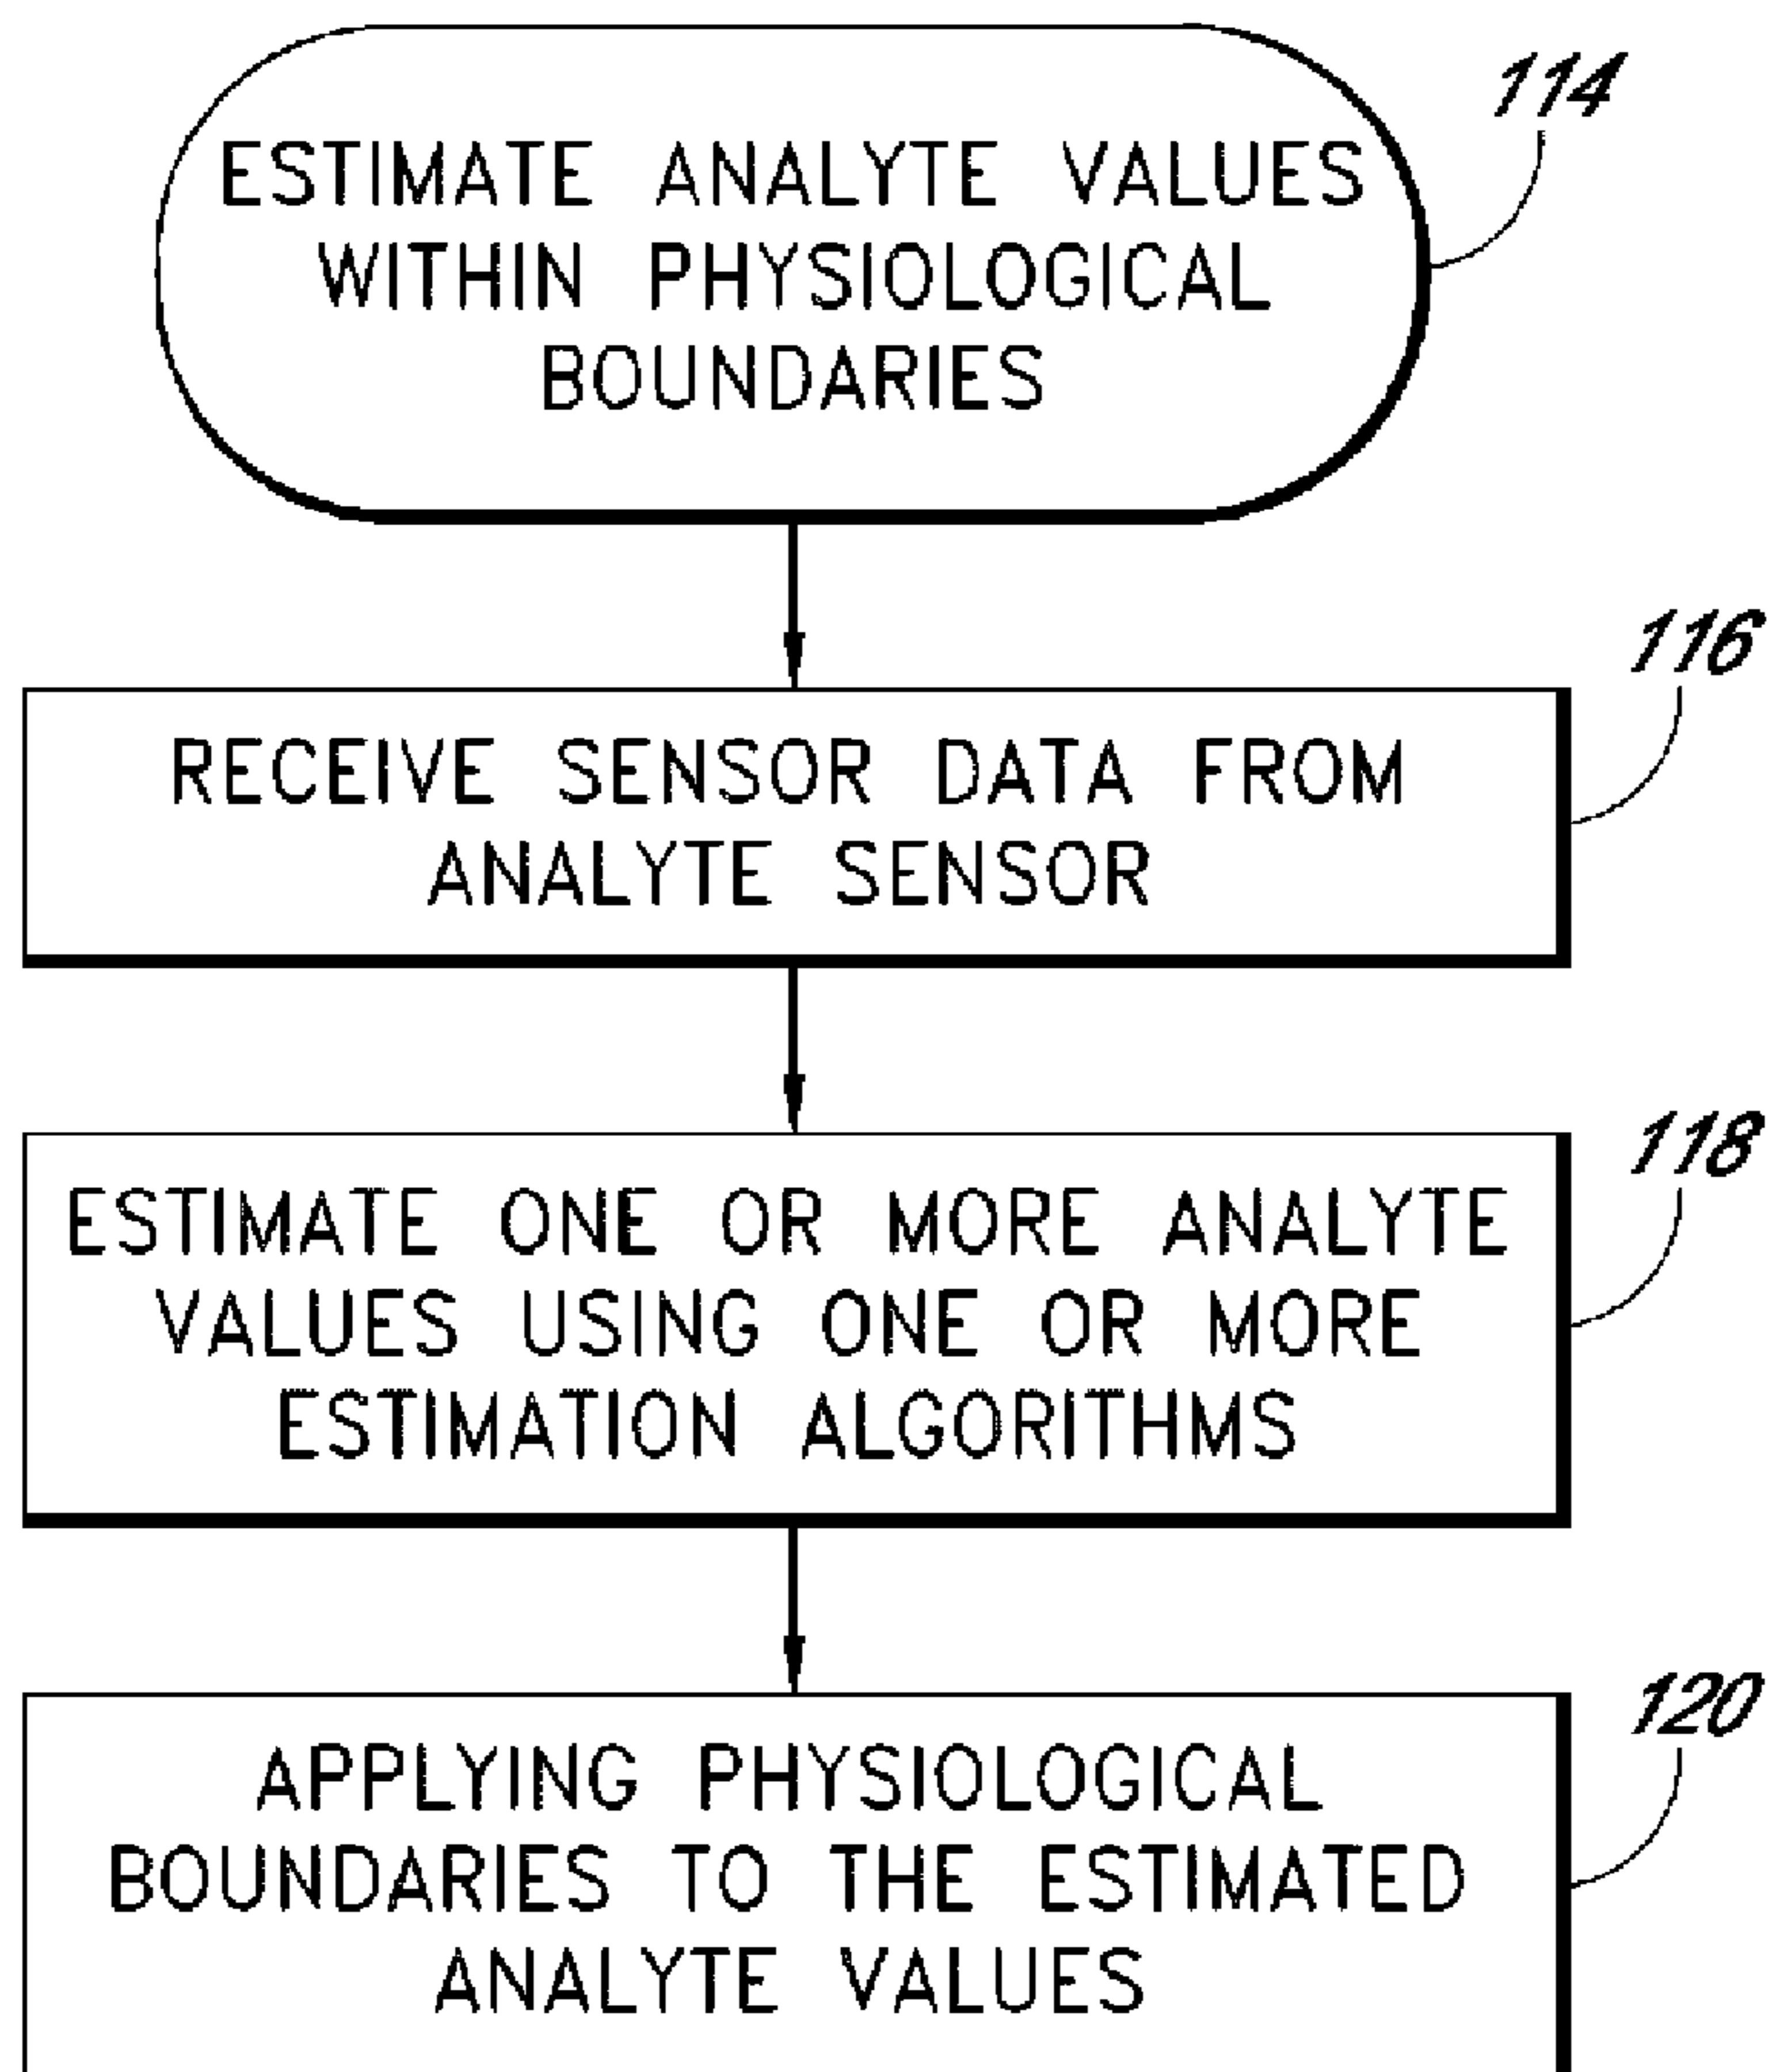 114
ESTIMATE ANALYTE VALUES
WITHIN PHYSIOLOGICAL
BOUNDARIES
116
RECEIVE SENSOR DATA FROM
ANALYTE SENSOR
118
ESTIMATE ONE OR MORE ANALYTE
VALUES USING ONE OR MORE
ESTIMATION ALGORITHMS
120
APPLYING PHYSIOLOGICAL
BOUNDARIES TO THE ESTIMATED
ANALYTE VALUES